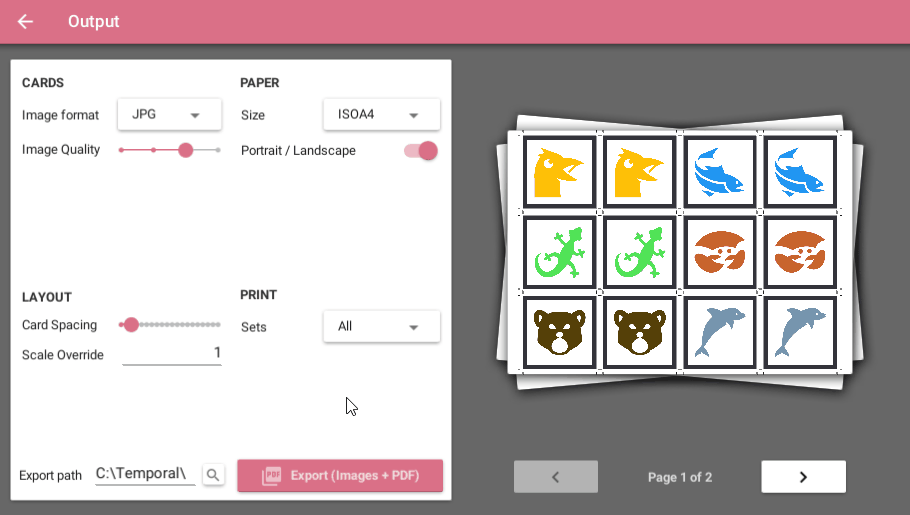 Output
CARDS
Image format JPG
Image Quality
PAPER
Size ISOA4
Portrait / Landscape
LAYOUT
Card Spacing
Scale Override 1
PRINT
Sets All
Export path C:\Temporal\
PDF Export (Images + PDF)
Page 1 of 2